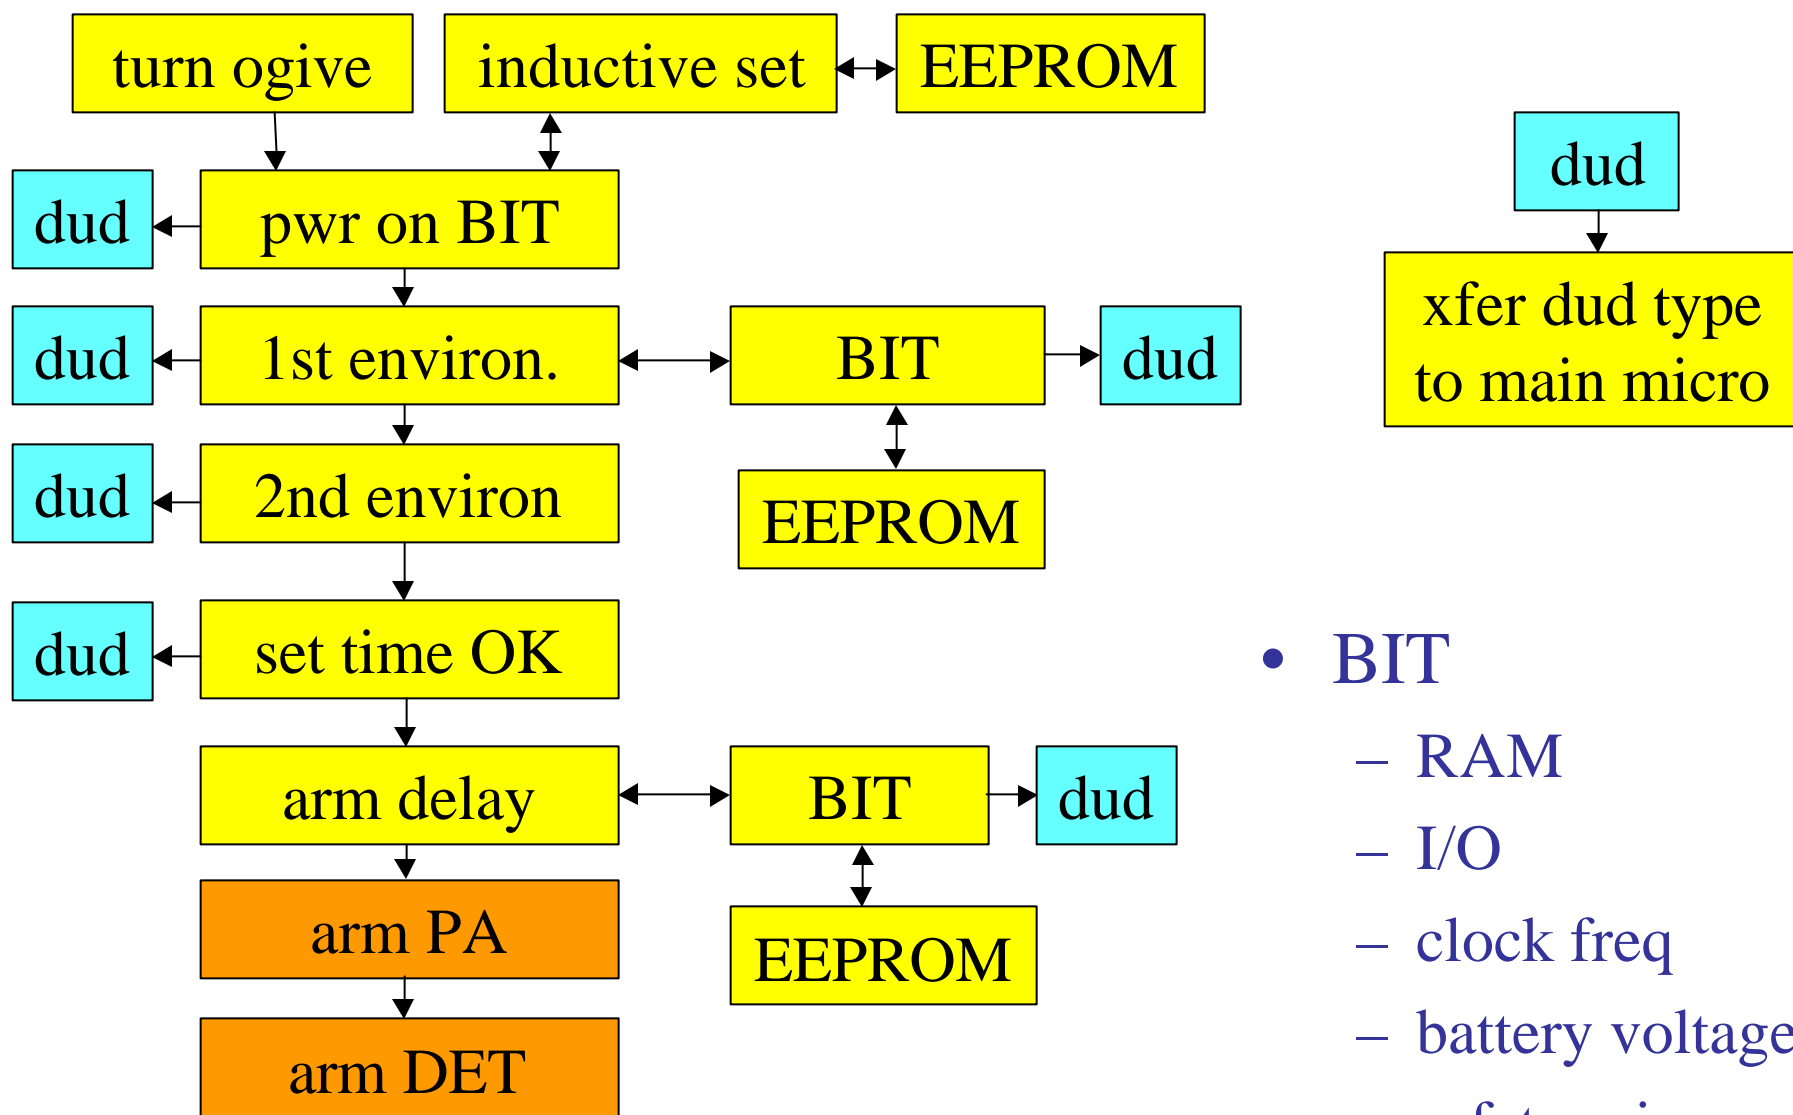 turn ogive
inductive set
EEPROM
dud
dud
pwr on BIT
xfer dud type
to main micro
dud
1st environ.
BIT
dud
dud
2nd environ
EEPROM
dud
set time OK
• BIT
– RAM
arm delay
BIT
dud
– I/O
arm PA
EEPROM
– clock freq
– battery voltage
arm DET